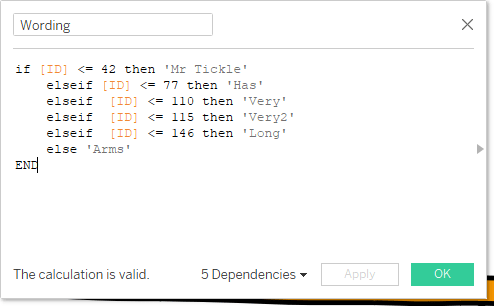 Wording
if [ID] <= 42 then 'Mr Tickle'
elseif [ID] <= 77 then 'Has'
elseif  [ID] <= 110 then 'Very'
elseif  [ID] <= 115 then 'Very2'
elseif  [ID] <= 146 then 'Long'
else 'Arms'
END
The calculation is valid. 5 Dependencies Apply OK